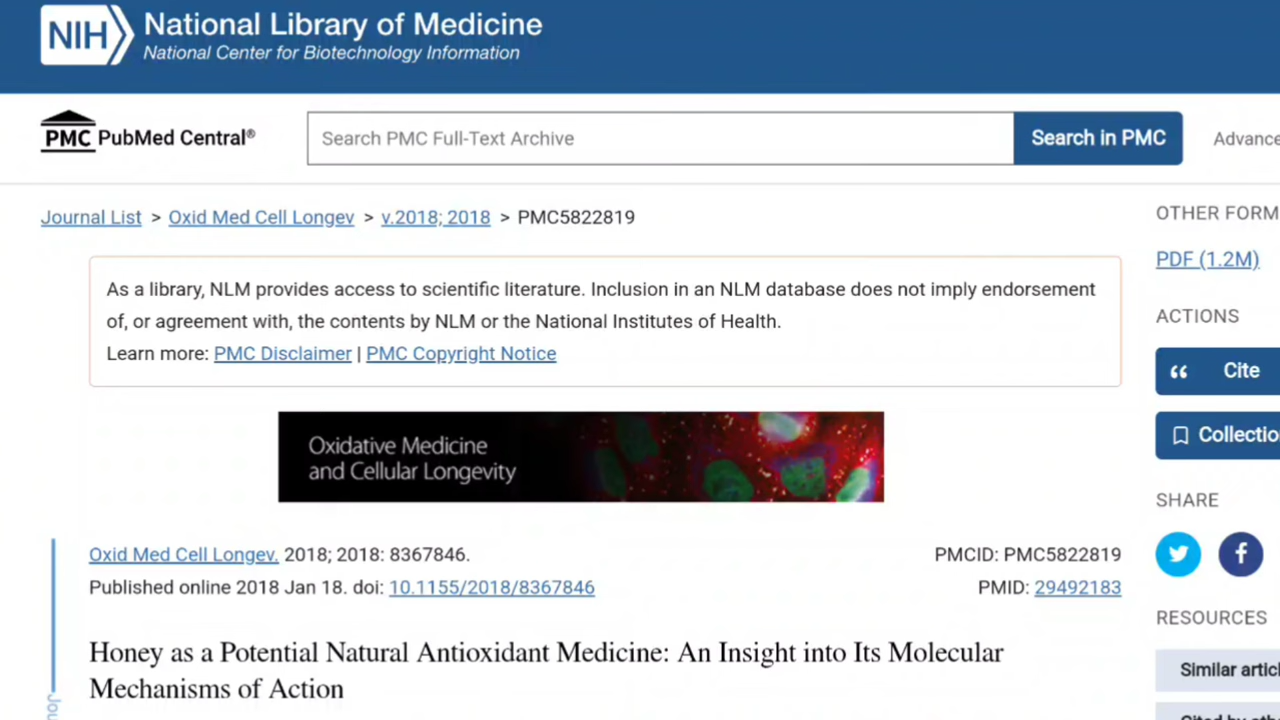 NIH
National Library of Medicine
National Center for Biotechnology Information
PMC PubMed Central®
Search PMC Full-Text Archive
Search in PMC
Advance
Journal List > Oxid Med Cell Longev > v.2018; 2018 > PMC5822819
As a library, NLM provides access to scientific literature. Inclusion in an NLM database does not imply endorsement
of, or agreement with, the contents by NLM or the National Institutes of Health.
Learn more: PMC Disclaimer | PMC Copyright Notice
Oxidative Medicine
and Cellular Longevity
Oxid Med Cell Longev. 2018; 2018: 8367846.
Published online 2018 Jan 18. doi: 10.1155/2018/8367846
PMCID: PMC5822819
PMID: 29492183
Honey as a Potential Natural Antioxidant Medicine: An Insight into Its Molecular
Mechanisms of Action
Jou
OTHER FORM
PDF (1.2M)
ACTIONS
Cite
Collectio
SHARE
RESOURCES
Similar artic